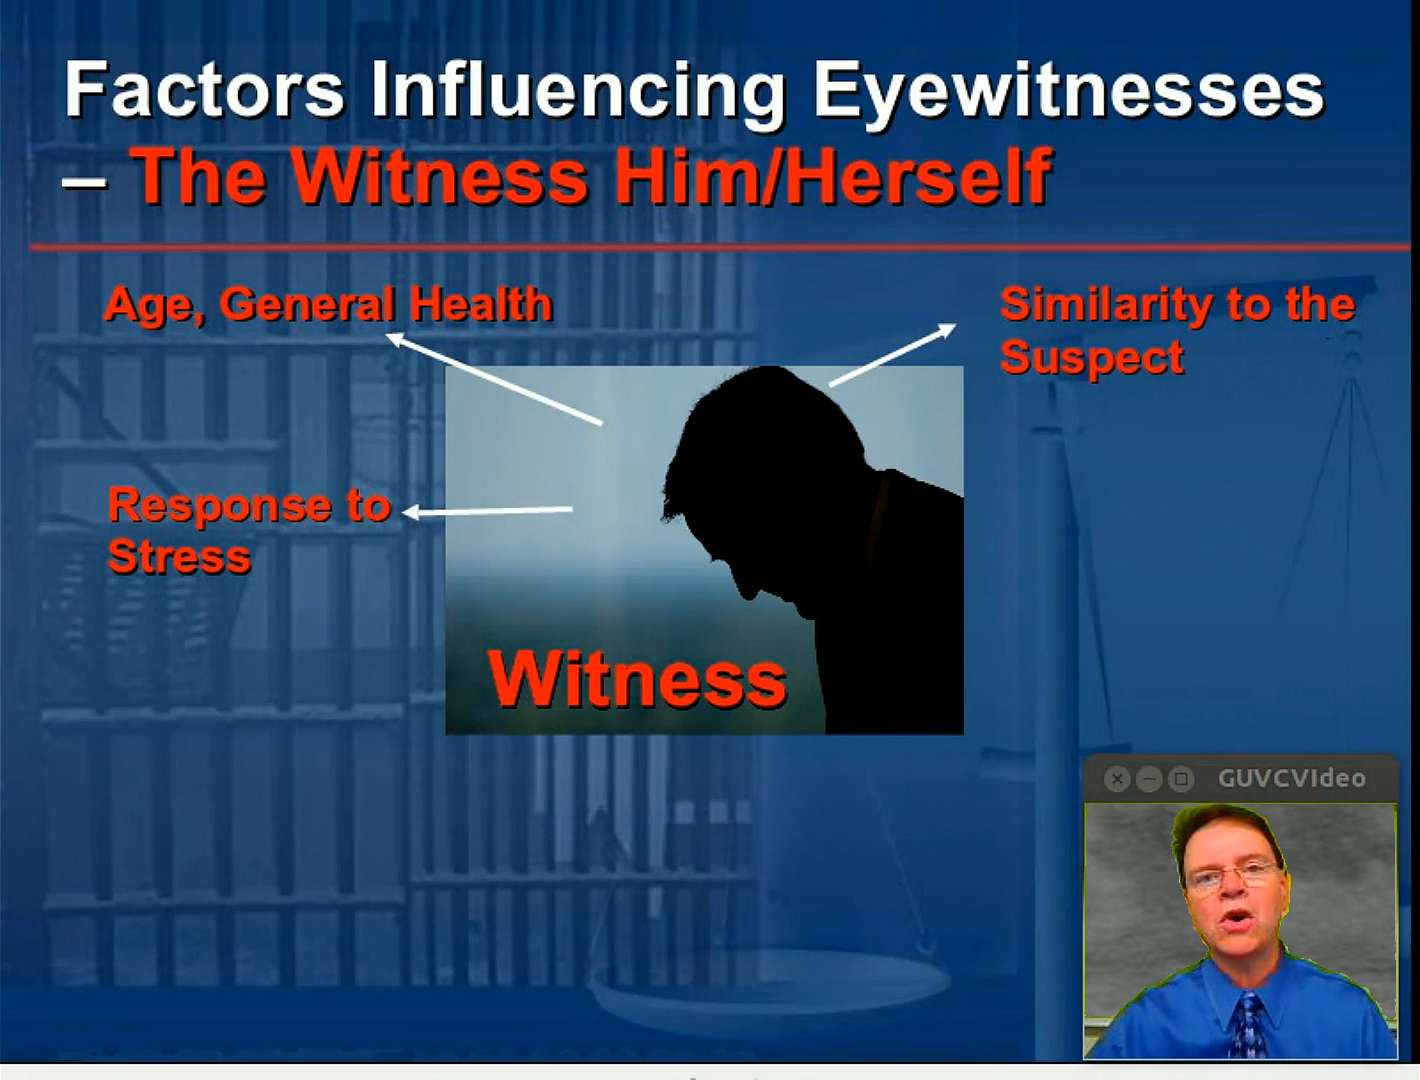 Factors Influencing Eyewitnesses
– The Witness Him/Herself
Age, General Health
Similarity to the
Suspect
Response to
Stress
Witness
GUVCVIdeo